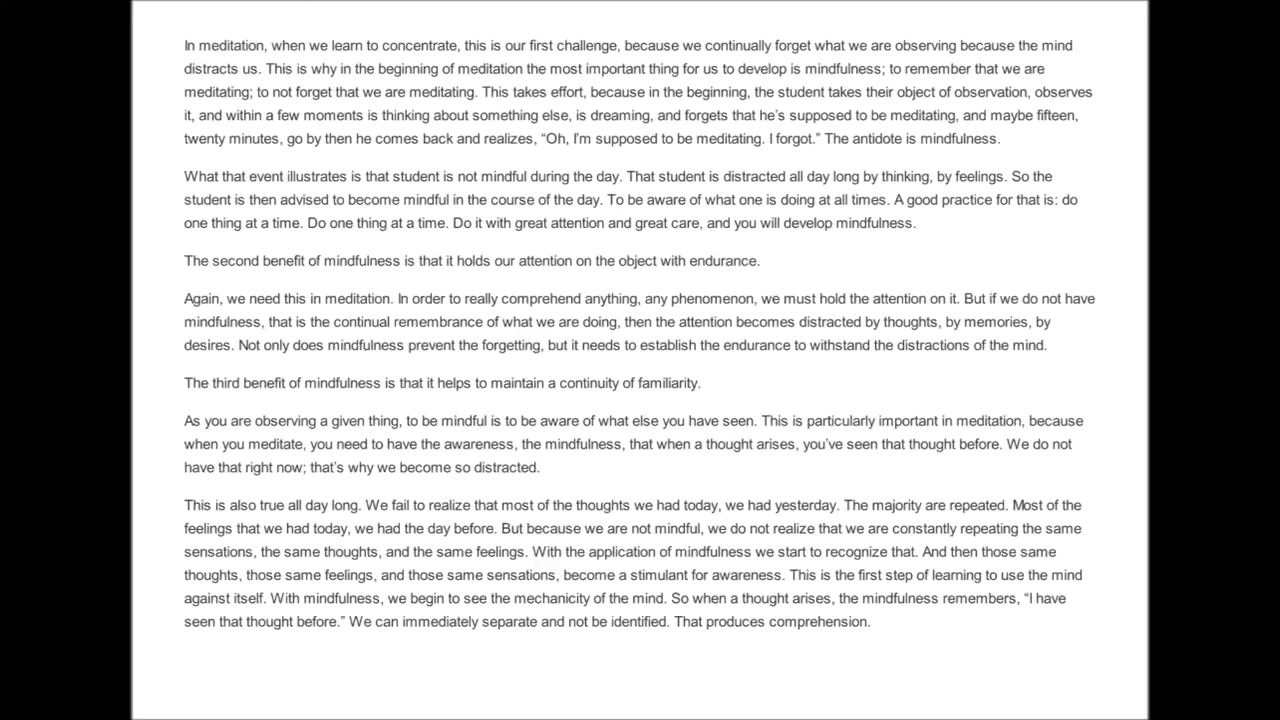 In meditation, when we learn to concentrate, this is our first challenge, because we continually forget what we are observing because the mind
distracts us. This is why in the beginning of meditation the most important thing for us to develop is mindfulness; to remember that we are
meditating; to not forget that we are meditating. This takes effort, because in the beginning, the student takes their object of observation, observes
it, and within a few moments is thinking about something else, is dreaming, and forgets that he’s supposed to be meditating, and maybe fifteen,
twenty minutes, go by then he comes back and realizes, “Oh, I’m supposed to be meditating. I forgot.” The antidote is mindfulness.
What that event illustrates is that student is not mindful during the day. That student is distracted all day long by thinking, by feelings. So the
student is then advised to become mindful in the course of the day. To be aware of what one is doing at all times. A good practice for that is: do
one thing at a time. Do one thing at a time. Do it with great attention and great care, and you will develop mindfulness.
The second benefit of mindfulness is that it holds our attention on the object with endurance.
Again, we need this in meditation. In order to really comprehend anything, any phenomenon, we must hold the attention on it. But if we do not have
mindfulness, that is the continual remembrance of what we are doing, then the attention becomes distracted by thoughts, by memories, by
desires. Not only does mindfulness prevent the forgetting, but it needs to establish the endurance to withstand the distractions of the mind.
The third benefit of mindfulness is that it helps to maintain a continuity of familiarity.
As you are observing a given thing, to be mindful is to be aware of what else you have seen. This is particularly important in meditation, because
when you meditate, you need to have the awareness, the mindfulness, that when a thought arises, you’ve seen that thought before. We do not
have that right now; that’s why we become so distracted.
This is also true all day long. We fail to realize that most of the thoughts we had today, we had yesterday. The majority are repeated. Most of the
feelings that we had today, we had the day before. But because we are not mindful, we do not realize that we are constantly repeating the same
sensations, the same thoughts, and the same feelings. With the application of mindfulness we start to recognize that. And then those same
thoughts, those same feelings, and those same sensations, become a stimulant for awareness. This is the first step of learning to use the mind
against itself. With mindfulness, we begin to see the mechanicity of the mind. So when a thought arises, the mindfulness remembers, “I have
seen that thought before.” We can immediately separate and not be identified. That produces comprehension.